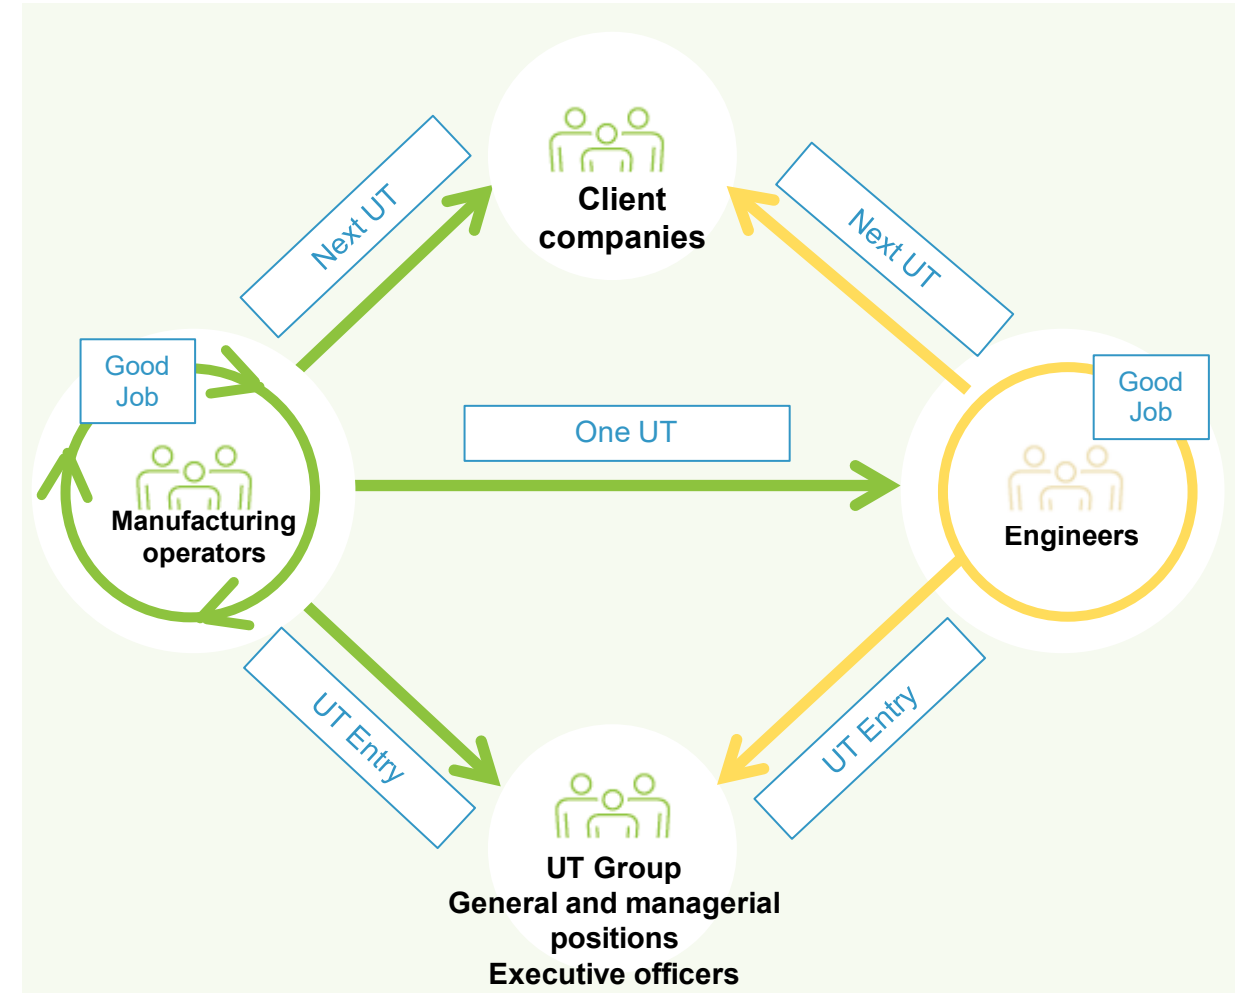 Client
companies
Next UT
Next UT
Good
Job
Good
Job
One UT
Manufacturing
operators
Engineers
UT Entry
UT Entry
UT Group
General and managerial
positions
Executive officers